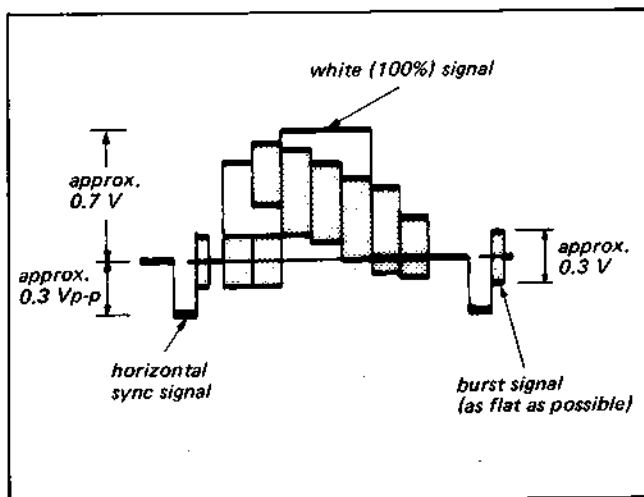 white (100%) signal
approx.
0.7 V
approx.
0.3 Vp-p
approx.
0.3 V
horizontal
sync signal
burst signal
(as flat as possible)